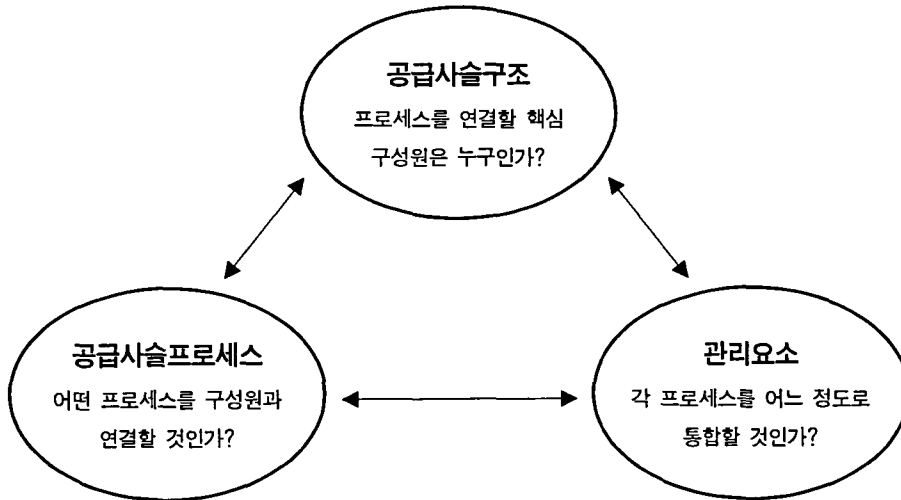 공급사슬구조
프로세스를 연결할 핵심
구성원은 누구인가?
공급사슬프로세스
어떤 프로세스를 구성원과
연결할 것인가?
관리요소
각 프로세스를 어느 정도로
통합할 것인가?